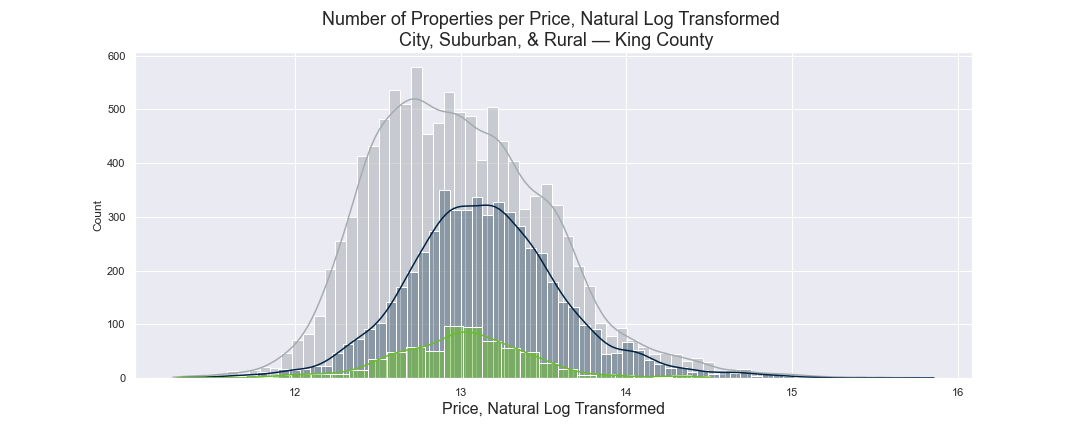 Number of Properties per Price, Natural Log Transformed
City, Suburban, & Rural — King County
600
500
400
300
200
100
0
Count
12 13 14 15 16
Price, Natural Log Transformed